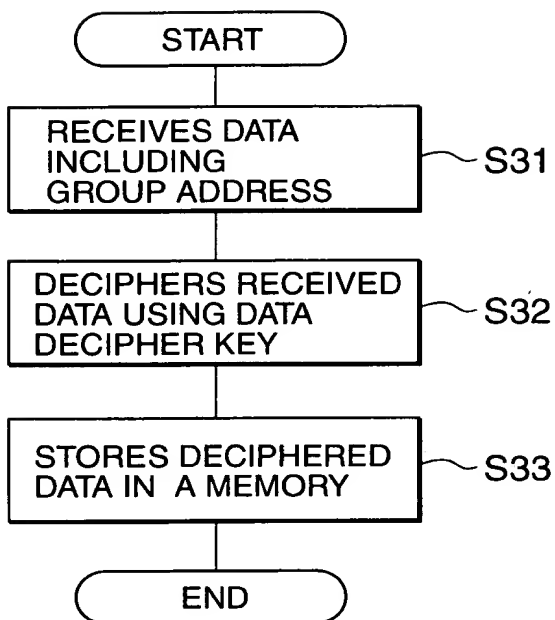 START
RECEIVES DATA
INCLUDING
GROUP ADDRESS
S31
DECIPHERS RECEIVED
DATA USING DATA
DECIPHER KEY
S32
STORES DECIPHERED
DATA IN A MEMORY
S33
END